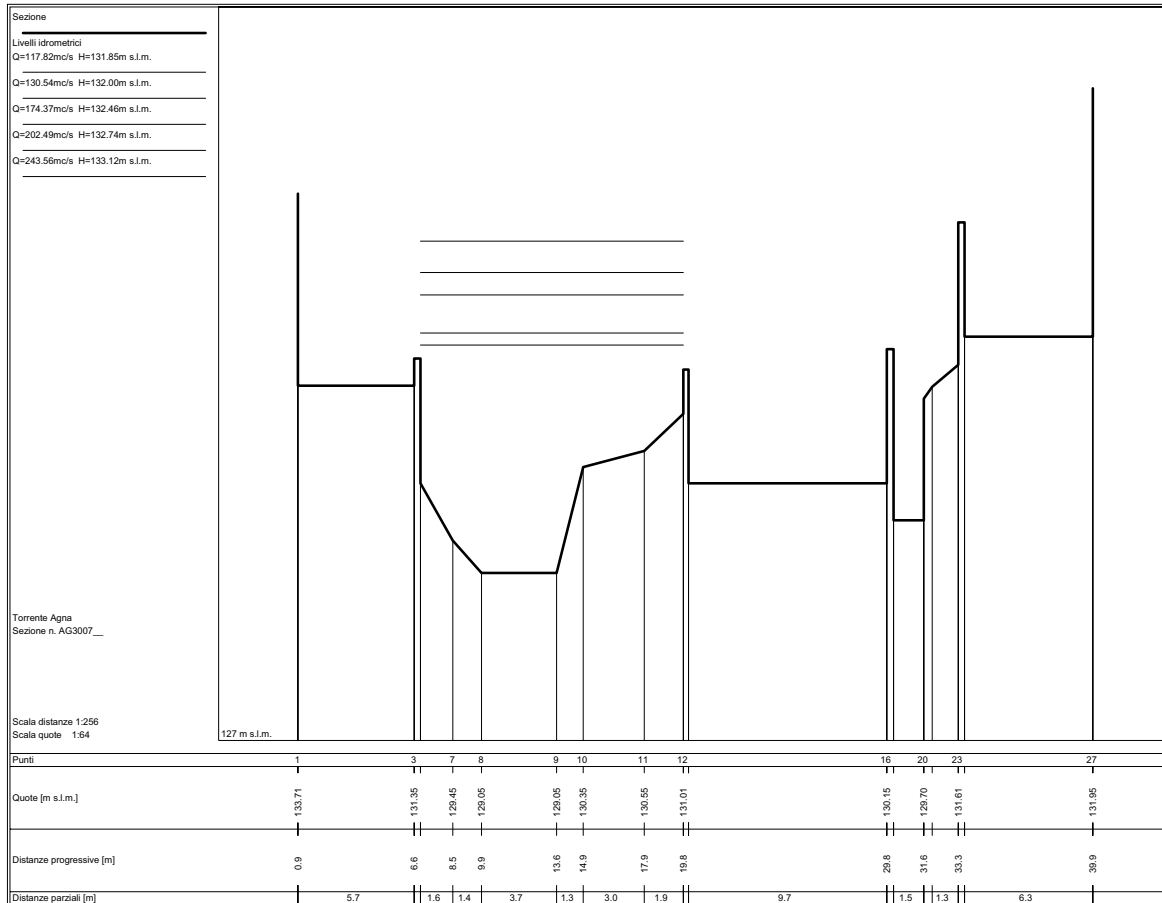 Sezione
Livelli idrometrici
Q=117.82mc/s H=131.85m s.l.m.
Q=130.54mc/s H=132.00m s.l.m.
Q=174.37mc/s H=132.46m s.l.m.
Q=202.49mc/s H=132.74m s.l.m.
Q=243.56mc/s H=133.12m s.l.m.
Torrente Agna
Sezione n. AG3007__
Scala distanze 1:256
Scala quote 1:64
127 m s.l.m.
Punti 1 3 7 8 9 10 11 12 16 20 23 27
Quote [m s.l.m.] 133.71 131.35 129.45 129.05 129.05 130.35 130.55 131.01 130.15 129.70 131.61 131.95
Distanze progressive [m] 0.9 6.6 8.5 9.9 13.6 14.9 17.9 19.8 29.8 31.6 33.3 39.9
Distanze parziali [m] 5.7 1.6 1.4 3.7 1.3 3.0 1.9 9.7 1.5 1.3 6.3